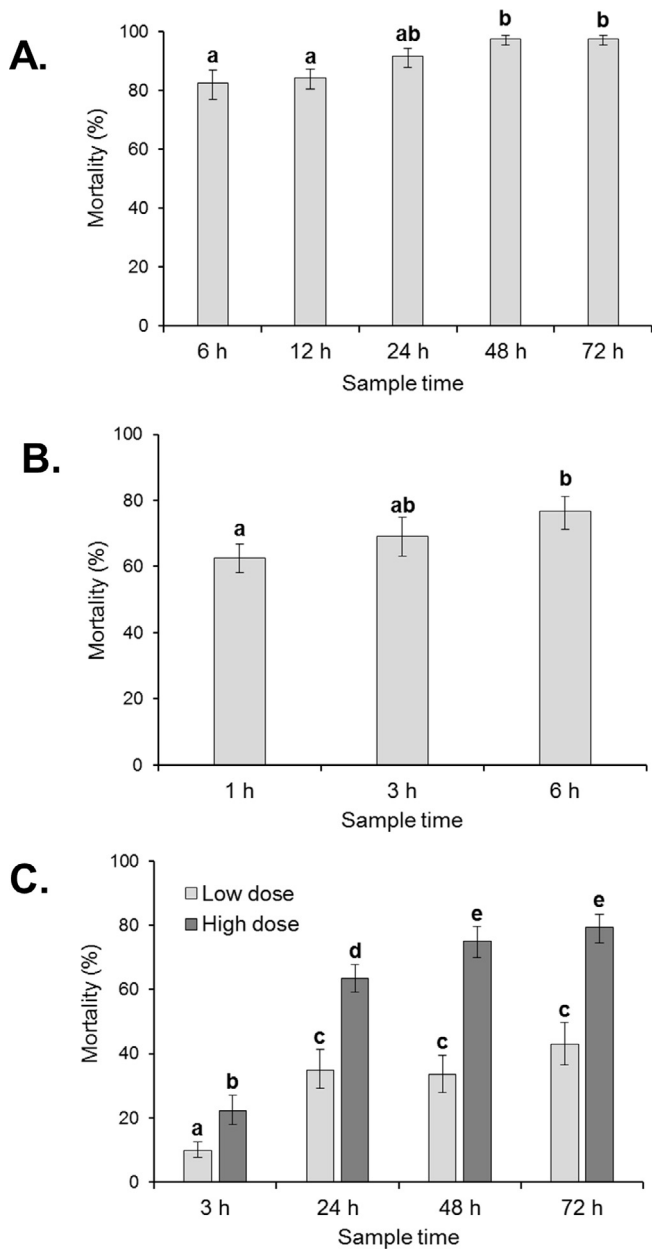 A.
Mortality (%)
100
80
60
40
20
0
a
a
ab
b
b
6 h
12 h
24 h
48 h
72 h
Sample time
B.
Mortality (%)
100
80
60
40
20
0
a
ab
b
1 h
3 h
6 h
Sample time
C.
Mortality (%)
100
80
60
40
20
0
Low dose
High dose
a
b
c
d
c
e
c
e
3 h
24 h
48 h
72 h
Sample time